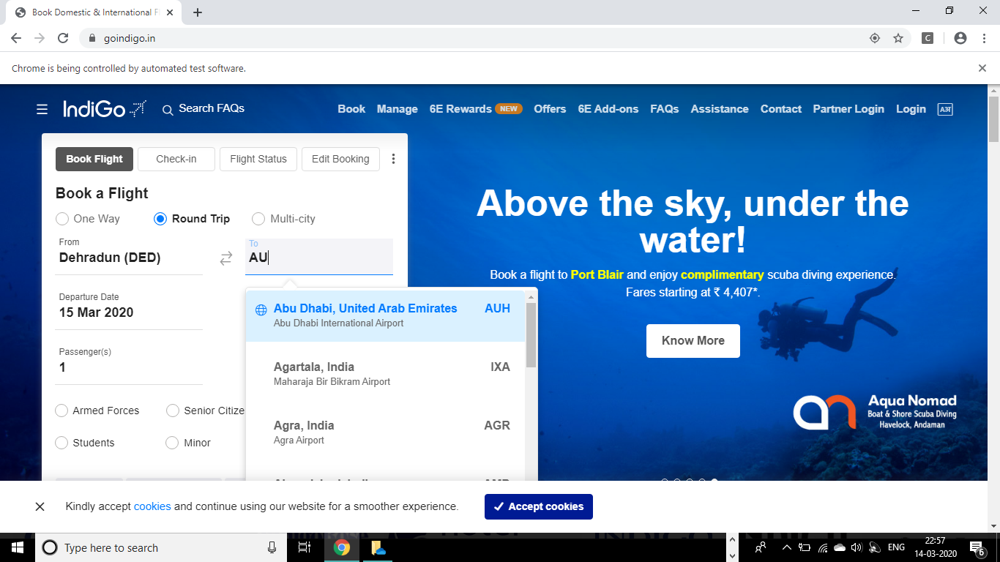 Book Domestic & International F
goindigo.in
C
Chrome is being controlled by automated test software.
IndiGo
Search FAQs
Book Manage 6E Rewards NEW Offers 6E Add-ons FAQs Assistance Contact Partner Login Login
Book Flight Check-in Flight Status Edit Booking
Book a Flight
One Way Round Trip Multi-city
From
Dehradun (DED)
To
AU
Departure Date
15 Mar 2020
Passenger(s)
1
Armed Forces Senior Citize
Students Minor
Abu Dhabi, United Arab Emirates AUH
Abu Dhabi International Airport
Agartala, India IXA
Maharaja Bir Bikram Airport
Agra, India AGR
Agra Airport
Above the sky, under the
water!
Book a flight to Port Blair and enjoy complimentary scuba diving experience.
Fares starting at ₹ 4,407*.
Know More
Aqua Nomad
Boat & Shore Scuba Diving
Havelock, Andaman
Kindly accept cookies and continue using our website for a smoother experience.
Accept cookies
Type here to search
ENG
22:57
14-03-2020
6